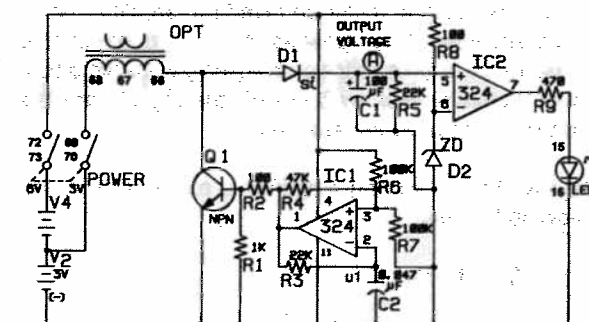 OPT
68 67 66
72
73
69
70
6V
3V
POWER
V4
V2
3V
(-)
D1
Si
Q1
NPN
100
R2
47K
R4
1K
R1
22K
R3
IC1
324
4
1
3
2
11
u1
0.047
μF
C2
100K
R6
100K
R7
OUTPUT
VOLTAGE
A
100
μF
C1
22K
R5
100
R8
ZD
D2
IC2
324
5
6
7
470
R9
15
16
LED